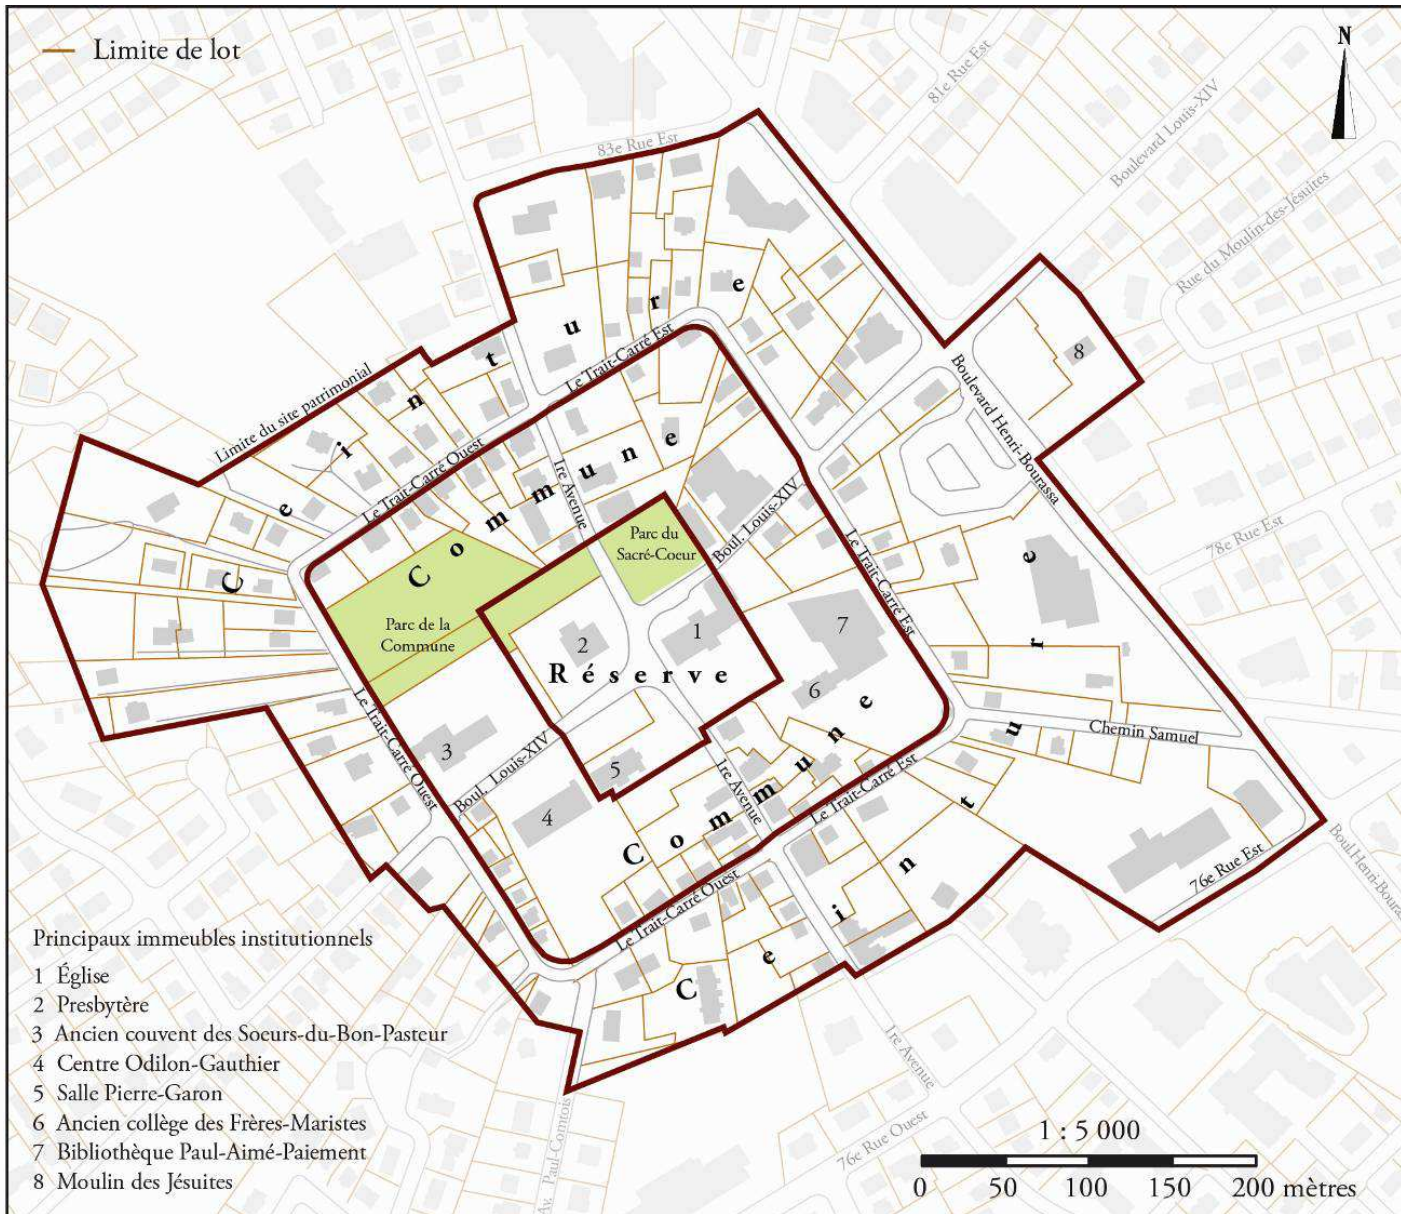 Limite de lot
N
81e Rue Est
Boulevard Louis-XIV
83e Rue Est
Rue du Moulin-des-Jésuites
8
Boulevard Henri-Bourassa
Limite du site patrimonial
Le Trait-Carré Est
Le Trait-Carré Ouest
Ceinture
Commune
1re Avenue
Parc du
Sacré-Coeur
Boul. Louis-XIV
Le Trait-Carré Est
78e Rue Est
Parc de la
Commune
2
1
7
Réserve
6
Le Trait-Carré Ouest
3
Boul. Louis-XIV
5
4
1re Avenue
Commune
Le Trait-Carré Est
Chemin Samuel
Ceinture
76e Rue Est
Boul. Henri-Boura
Le Trait-Carré Ouest
Principaux immeubles institutionnels
1 Église
2 Presbytère
3 Ancien couvent des Soeurs-du-Bon-Pasteur
4 Centre Odilon-Gauthier
5 Salle Pierre-Garon
6 Ancien collège des Frères-Maristes
7 Bibliothèque Paul-Aimé-Paiement
8 Moulin des Jésuites
Av. Paul-Comtois
1re Avenue
76e Rue Ouest
1 : 5 000
0 50 100 150 200 mètres